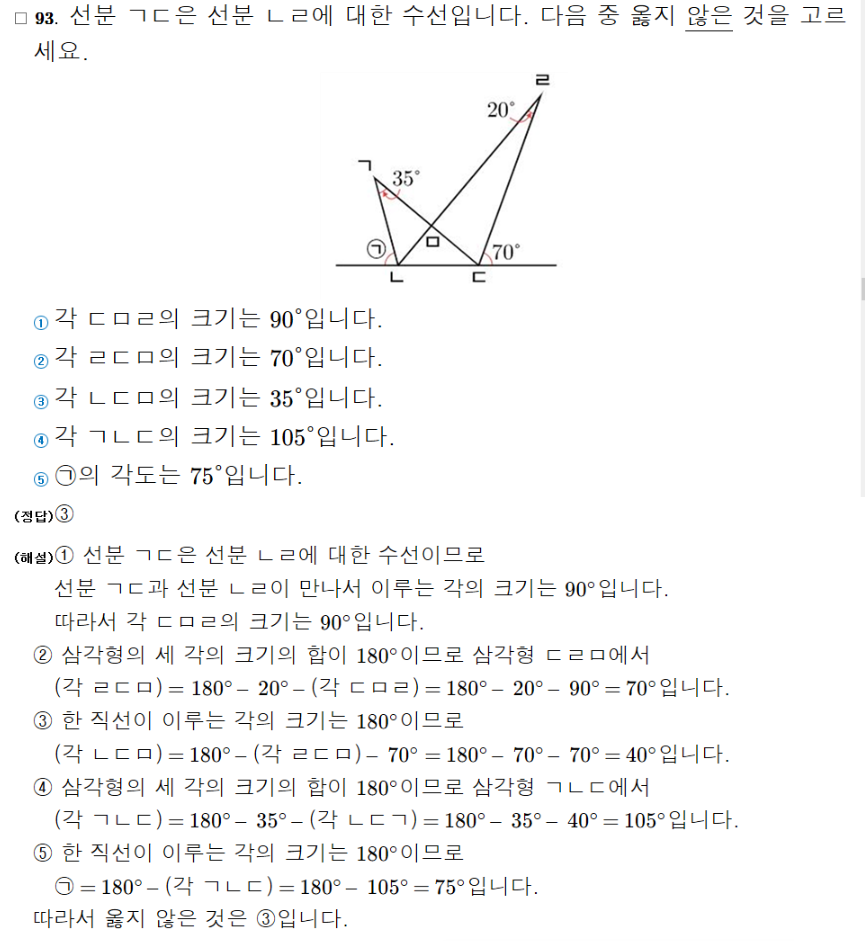 □ 93. 선분 ㄱㄷ은 선분 ㄴㄹ에 대한 수선입니다. 다음 중 옳지 않은 것을 고르
세요.
ㄹ
20°
ㄱ
35°
㉠
ㅁ
70°
ㄴ
ㄷ
① 각 ㄷㅁㄹ의 크기는 90°입니다.
② 각 ㄹㄷㅁ의 크기는 70°입니다.
③ 각 ㄴㄷㅁ의 크기는 35°입니다.
④ 각 ㄱㄴㄷ의 크기는 105°입니다.
⑤ ㉠의 각도는 75°입니다.
(정답)③
(해설)① 선분 ㄱㄷ은 선분 ㄴㄹ에 대한 수선이므로
선분 ㄱㄷ과 선분 ㄴㄹ이 만나서 이루는 각의 크기는 90°입니다.
따라서 각 ㄷㅁㄹ의 크기는 90°입니다.
② 삼각형의 세 각의 크기의 합이 180°이므로 삼각형 ㄷㄹㅁ에서
(각 ㄹㄷㅁ) = 180° − 20° − (각 ㄷㅁㄹ) = 180° − 20° − 90° = 70°입니다.
③ 한 직선이 이루는 각의 크기는 180°이므로
(각 ㄴㄷㅁ) = 180° − (각 ㄹㄷㅁ) − 70° = 180° − 70° − 70° = 40°입니다.
④ 삼각형의 세 각의 크기의 합이 180°이므로 삼각형 ㄱㄴㄷ에서
(각 ㄱㄴㄷ) = 180° − 35° − (각 ㄴㄷㄱ) = 180° − 35° − 40° = 105°입니다.
⑤ 한 직선이 이루는 각의 크기는 180°이므로
㉠ = 180° − (각 ㄱㄴㄷ) = 180° − 105° = 75°입니다.
따라서 옳지 않은 것은 ③입니다.